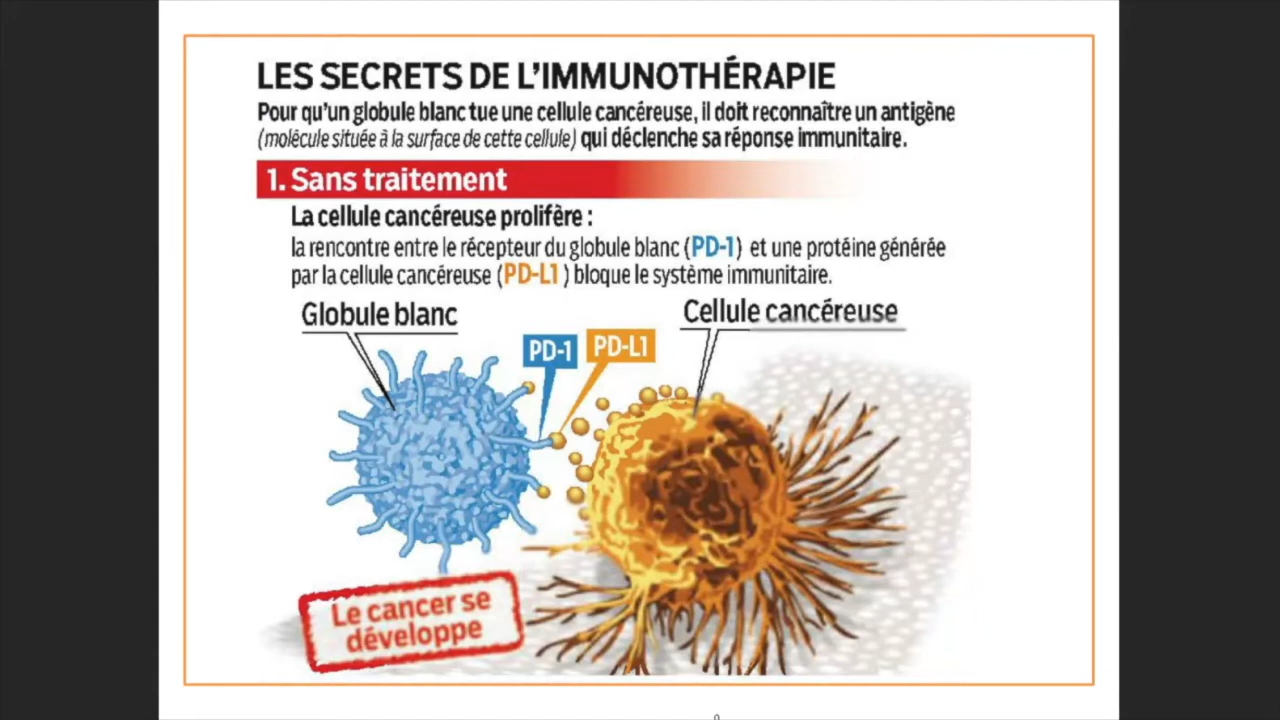 LES SECRETS DE L'IMMUNOTHÉRAPIE
Pour qu'un globule blanc tue une cellule cancéreuse, il doit reconnaître un antigène
(molécule située à la surface de cette cellule) qui déclenche sa réponse immunitaire.
1. Sans traitement
La cellule cancéreuse prolifère :
la rencontre entre le récepteur du globule blanc (PD-1) et une protéine générée
par la cellule cancéreuse (PD-L1) bloque le système immunitaire.
Globule blanc
Cellule cancéreuse
PD-1
PD-L1
Le cancer se
développe